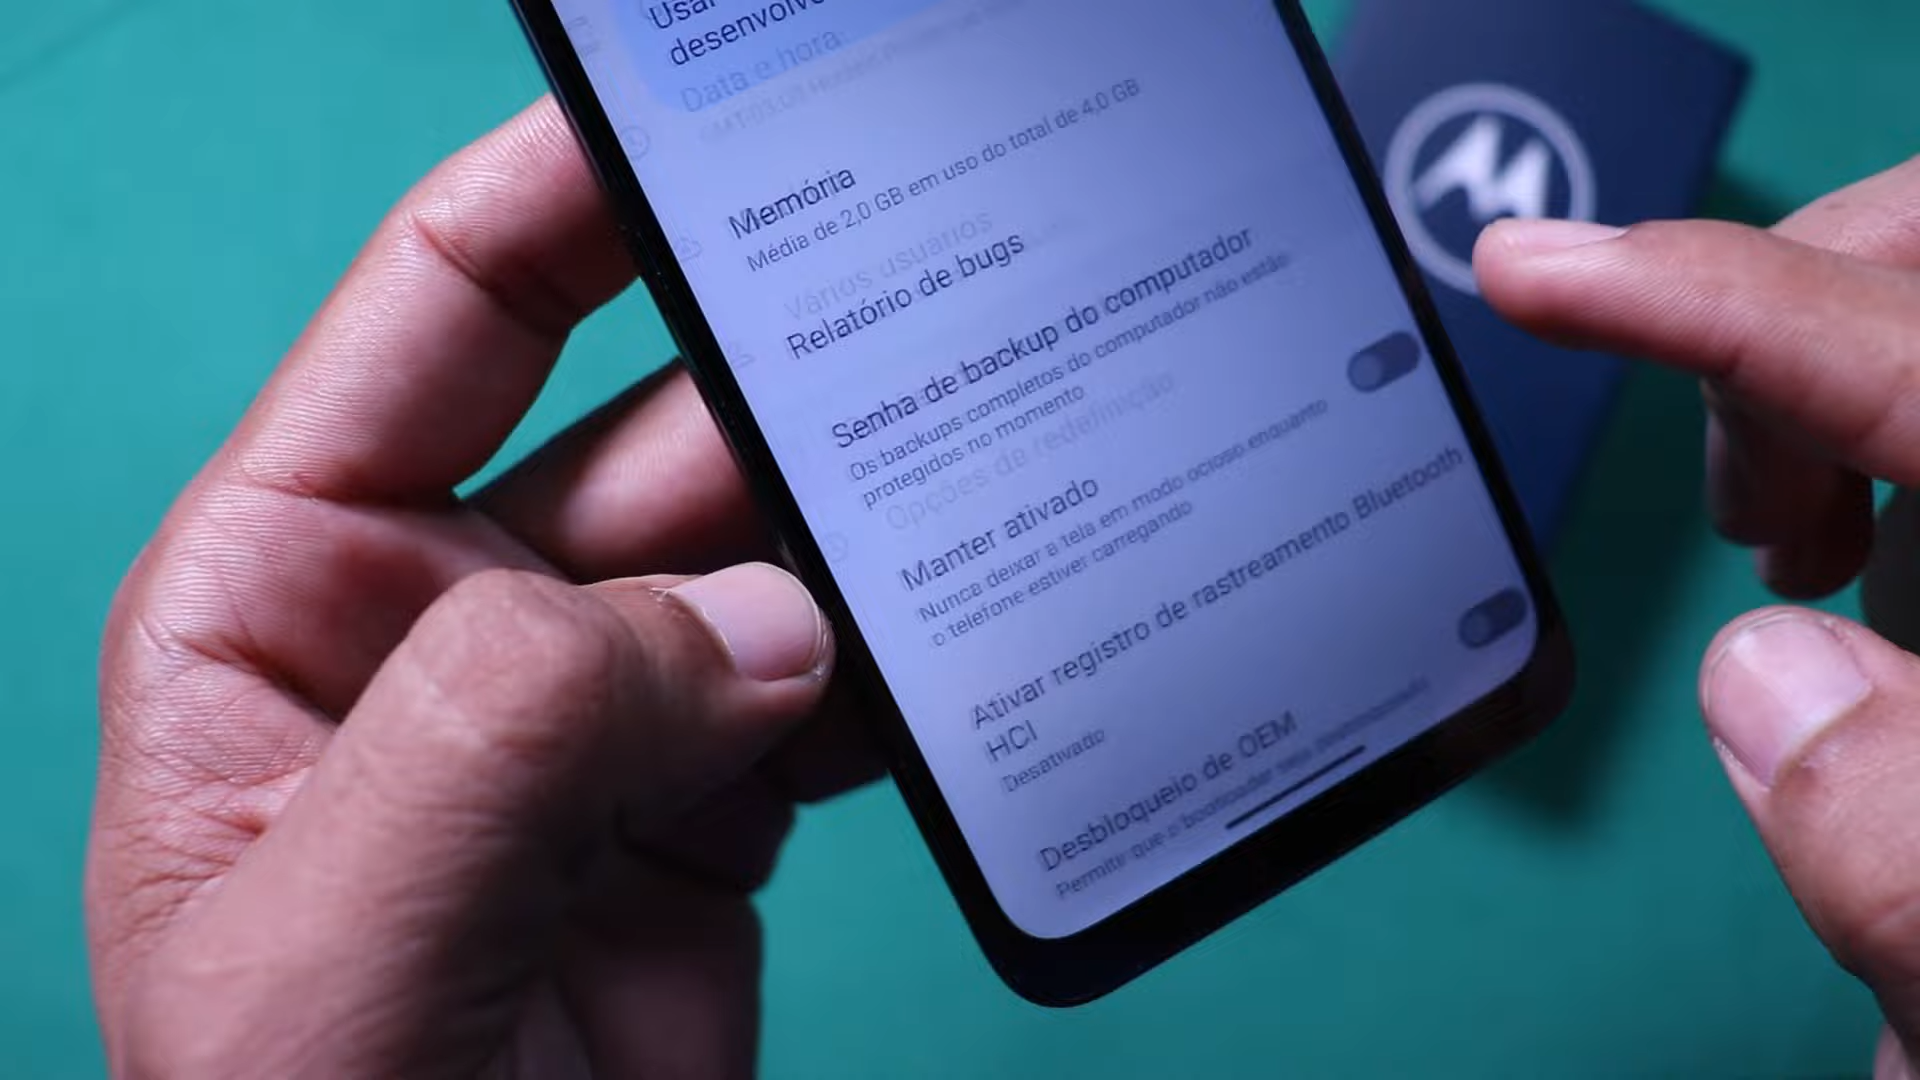 Usar
desenvolve
Data e hora
Memória
Média de 2,0 GB em uso do total de 4,0 GB
Vários usuários
Relatório de bugs
Senha de backup do computador
Os backups completos do computador não estão
protegidos no momento
Opções de redefinição
Manter ativado
Nunca deixar a tela em modo ocioso enquanto
o telefone estiver carregando
Ativar registro de rastreamento Bluetooth
HCI
Desativado
Desbloqueio de OEM
Permitir que o bootloader seja desbloqueado